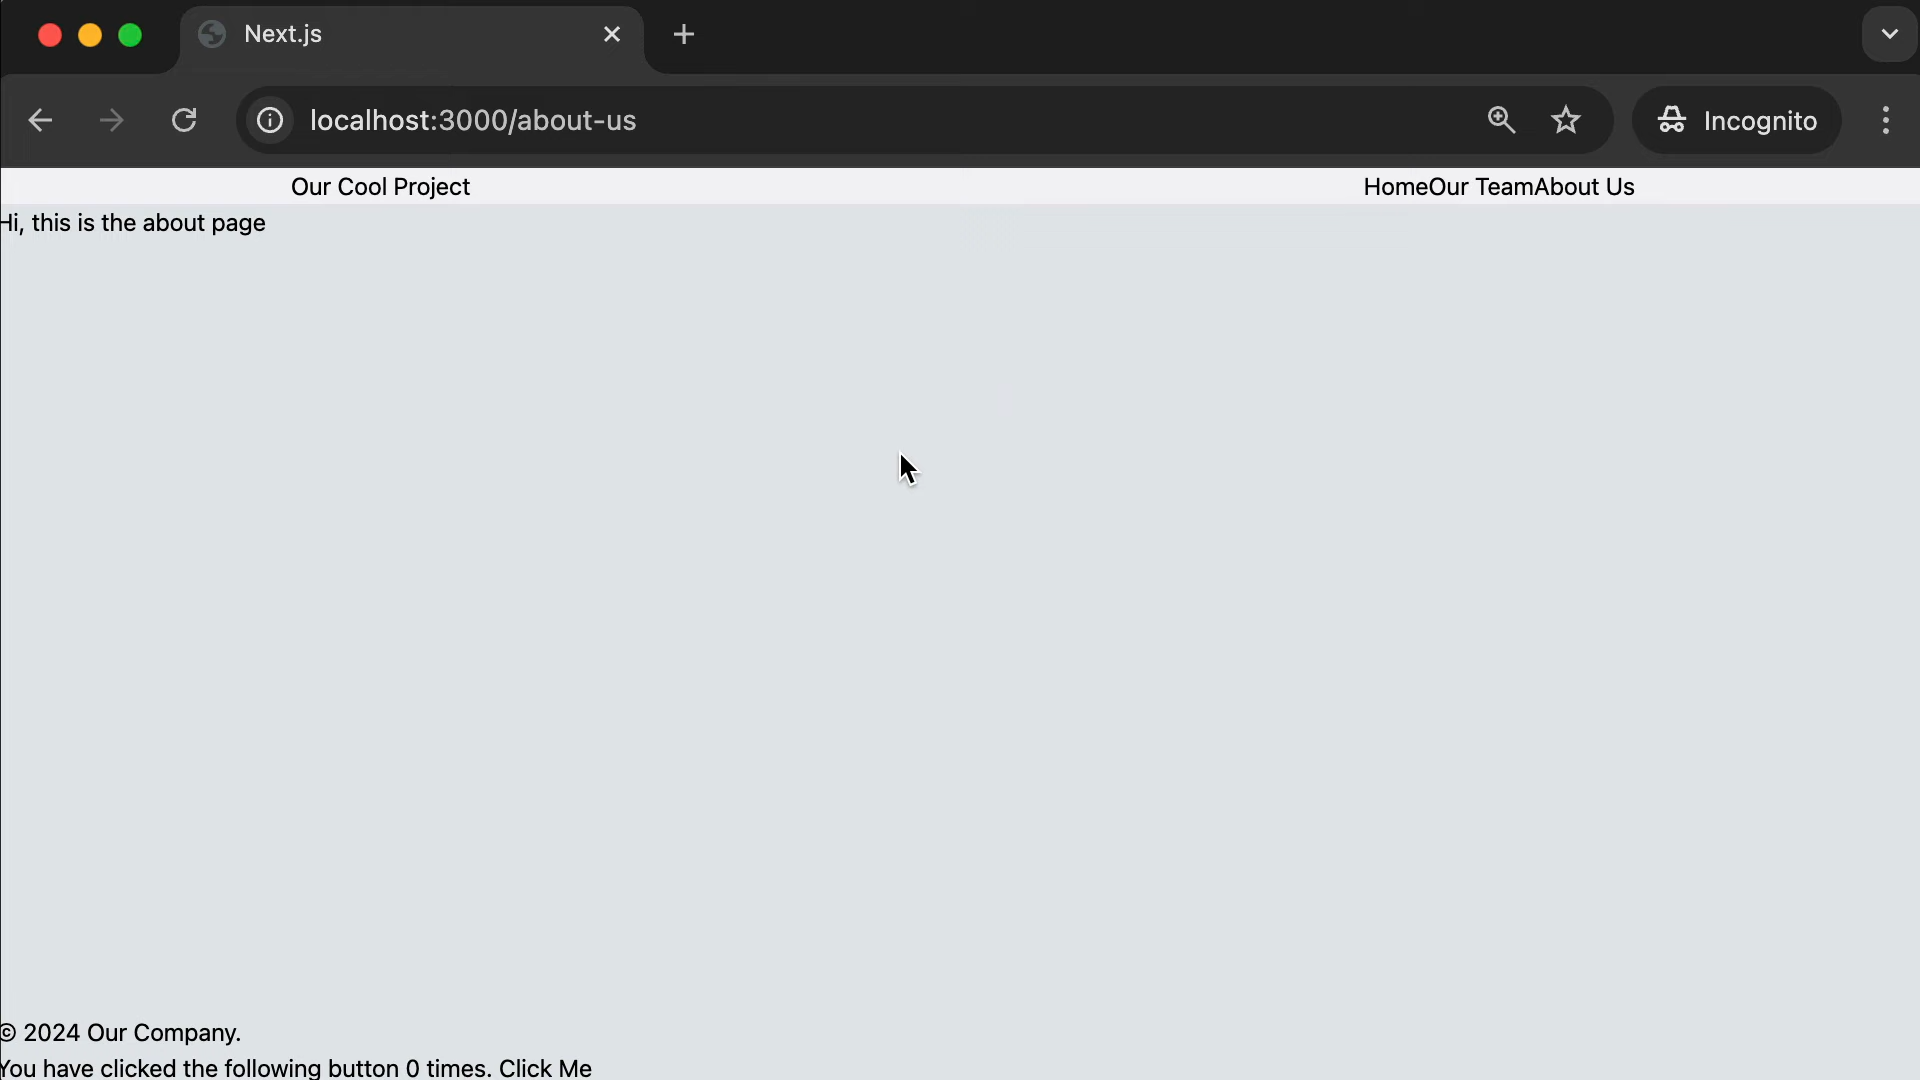 Next.js
localhost:3000/about-us
Incognito
Our Cool Project HomeOur TeamAbout Us
Hi, this is the about page
© 2024 Our Company.
You have clicked the following button 0 times. Click Me